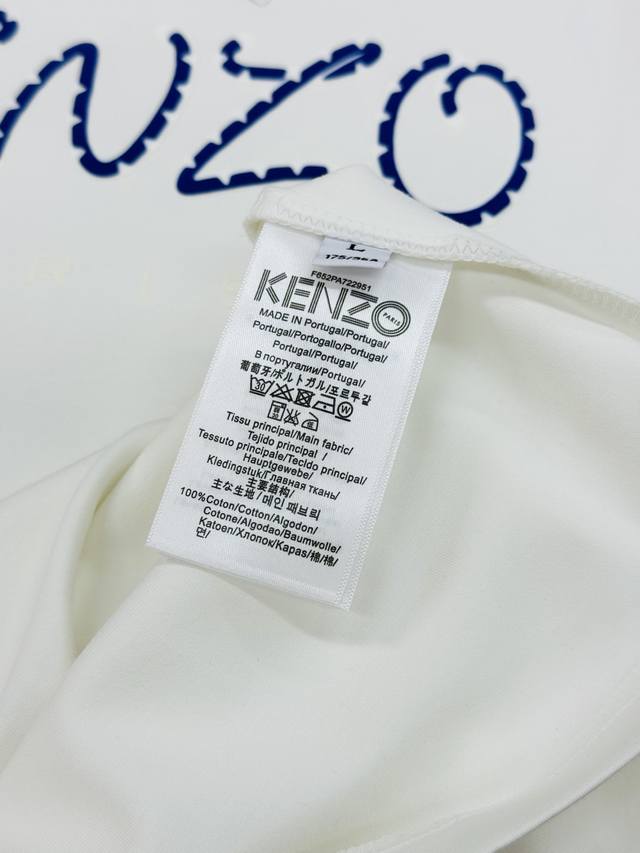 ENZO
L
175/96A
F652PA722951
KENZO
PARIS
MADE IN Portugal/Portugal/
Portugal/Portogallo/Portugal/
Portugal/Portugal/
В португалии/Portugal/
葡萄牙/ポルトガル/포르투갈
Tissu principal/Main fabric/
Tejido principal /
Tessuto principale/Tecido principal/
Hauptgewebe/
Kledingstuk/Главная ткань/
主要结构/
主な生地/메인 패브릭
100%Coton/Cotton/Algodon/
Cotone/Algodao/Baumwolle/
Katoen/Хлопок/Kapas/棉/棉/
면/